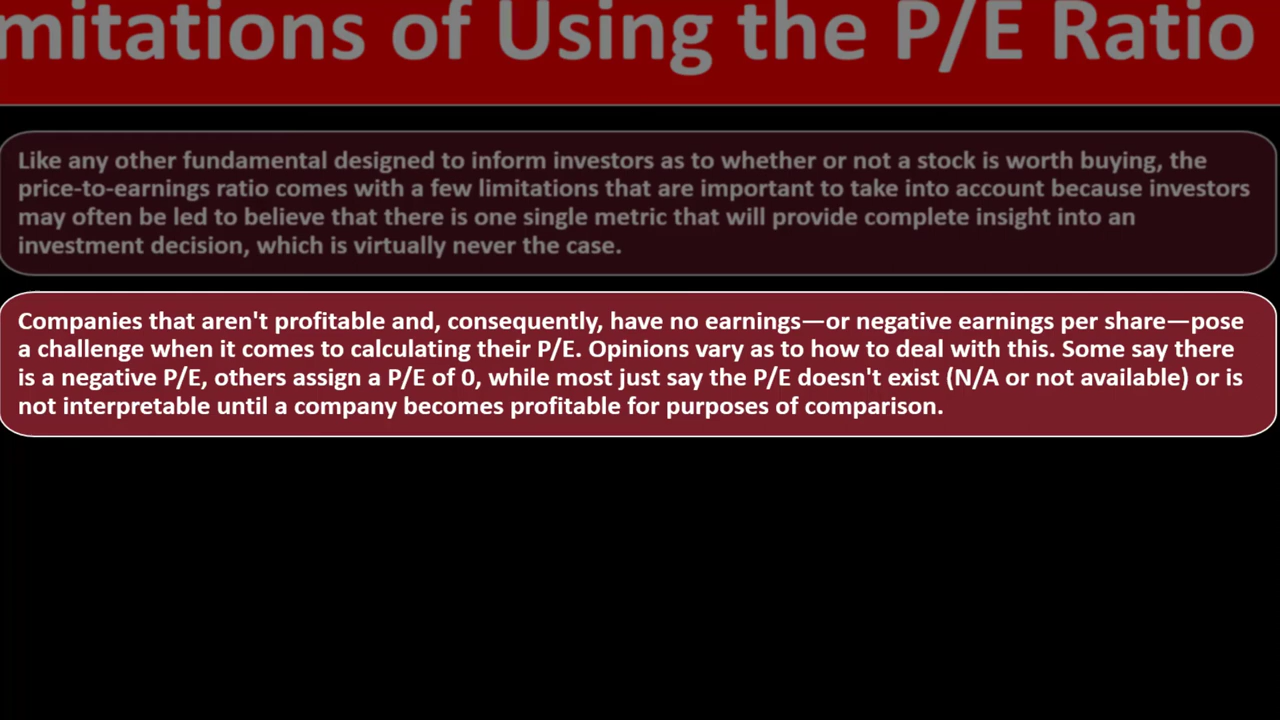 mitations of Using the P/E Ratio
Like any other fundamental designed to inform investors as to whether or not a stock is worth buying, the
price-to-earnings ratio comes with a few limitations that are important to take into account because investors
may often be led to believe that there is one single metric that will provide complete insight into an
investment decision, which is virtually never the case.
Companies that aren't profitable and, consequently, have no earnings—or negative earnings per share—pose
a challenge when it comes to calculating their P/E. Opinions vary as to how to deal with this. Some say there
is a negative P/E, others assign a P/E of 0, while most just say the P/E doesn't exist (N/A or not available) or is
not interpretable until a company becomes profitable for purposes of comparison.